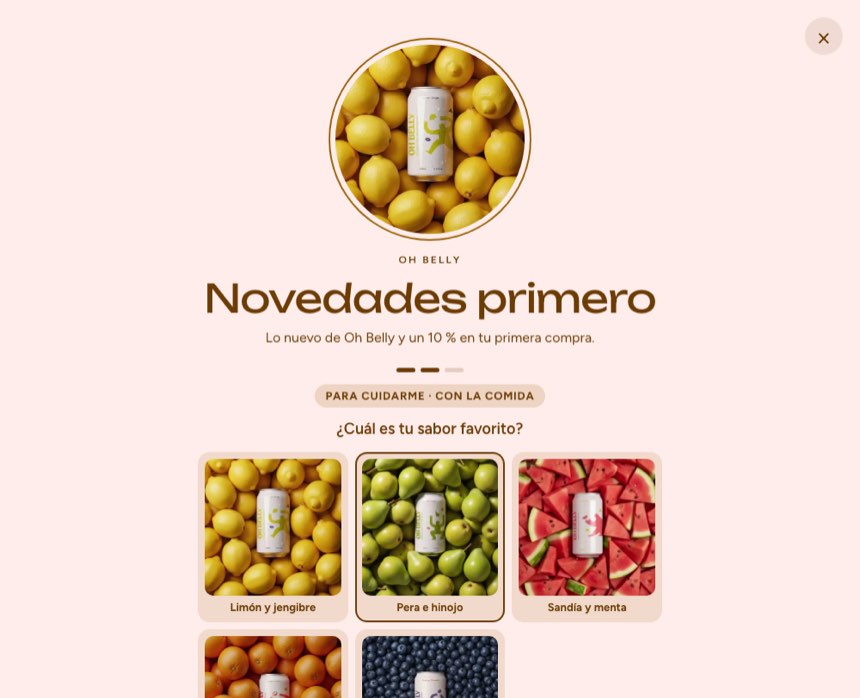 OH BELLY
Novedades primero
Lo nuevo de Oh Belly y un 10 % en tu primera compra.
PARA CUIDARME · CON LA COMIDA
¿Cuál es tu sabor favorito?
Limón y jengibre
Pera e hinojo
Sandía y menta